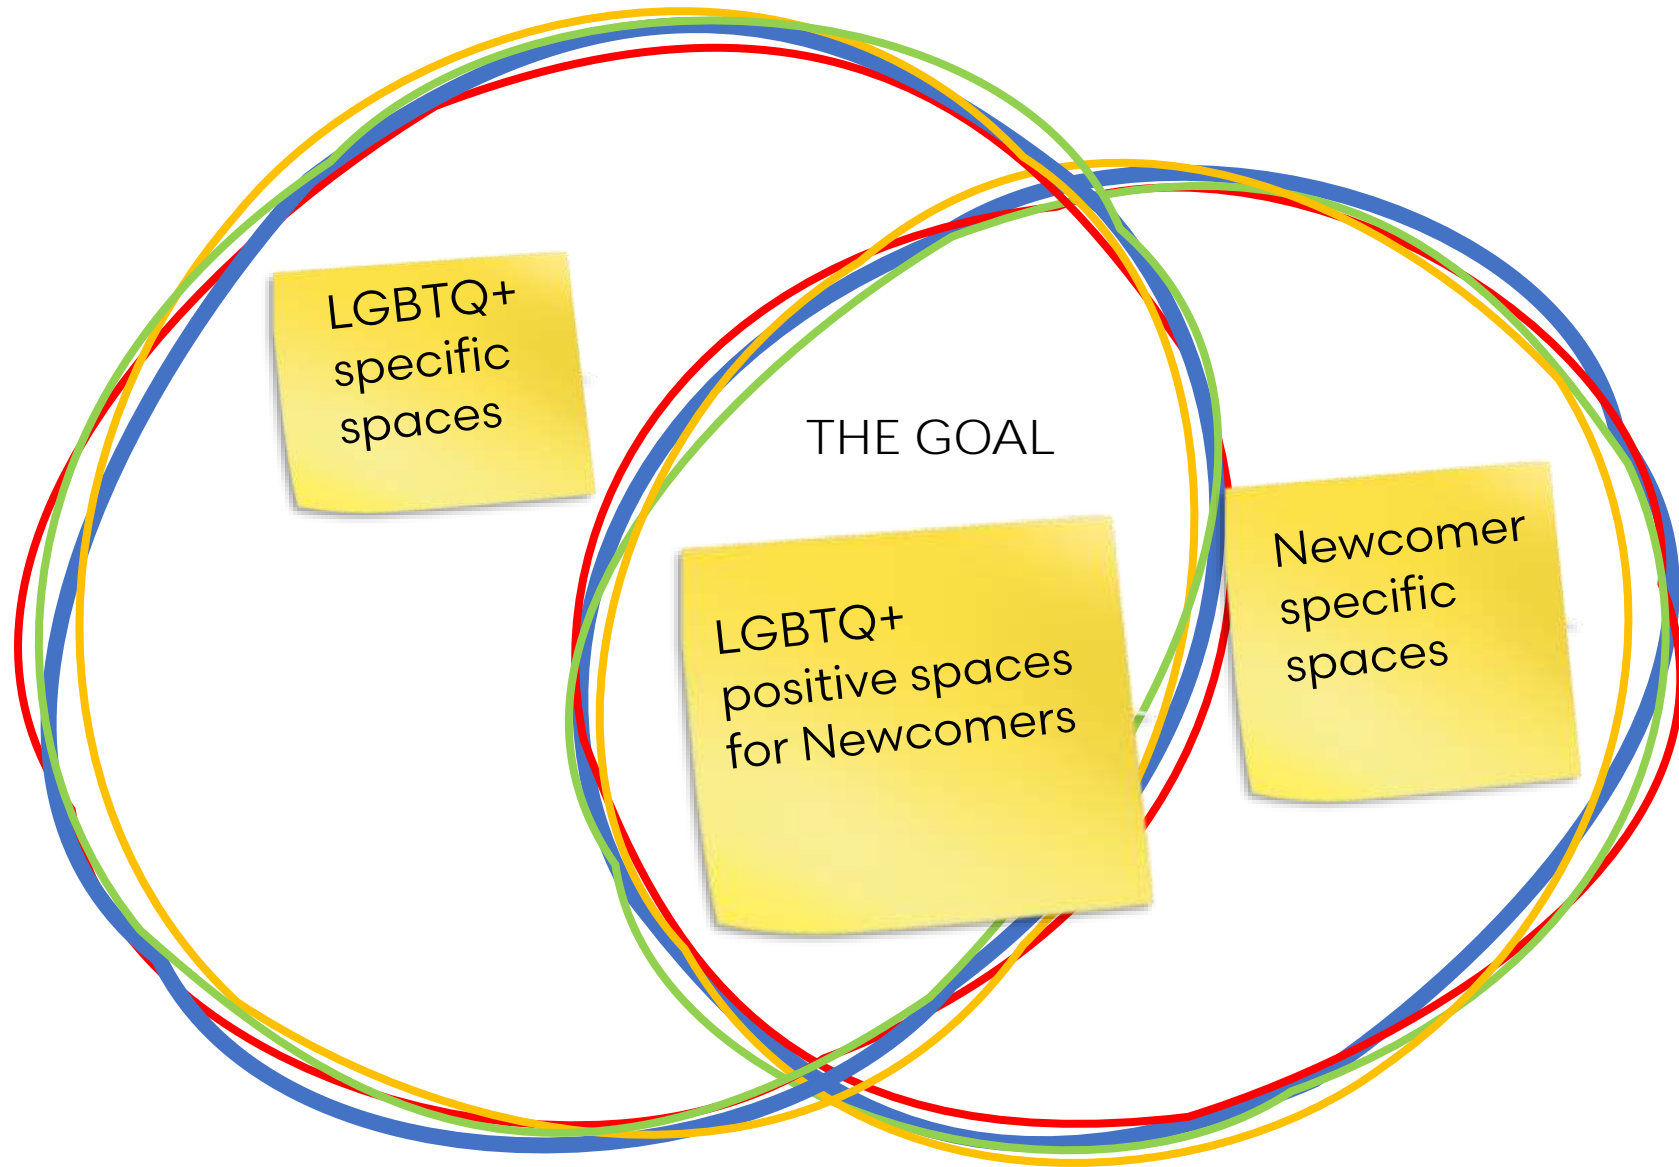 LGBTQ+
specific
spaces
THE GOAL
LGBTQ+
positive spaces
for Newcomers
Newcomer
specific
spaces